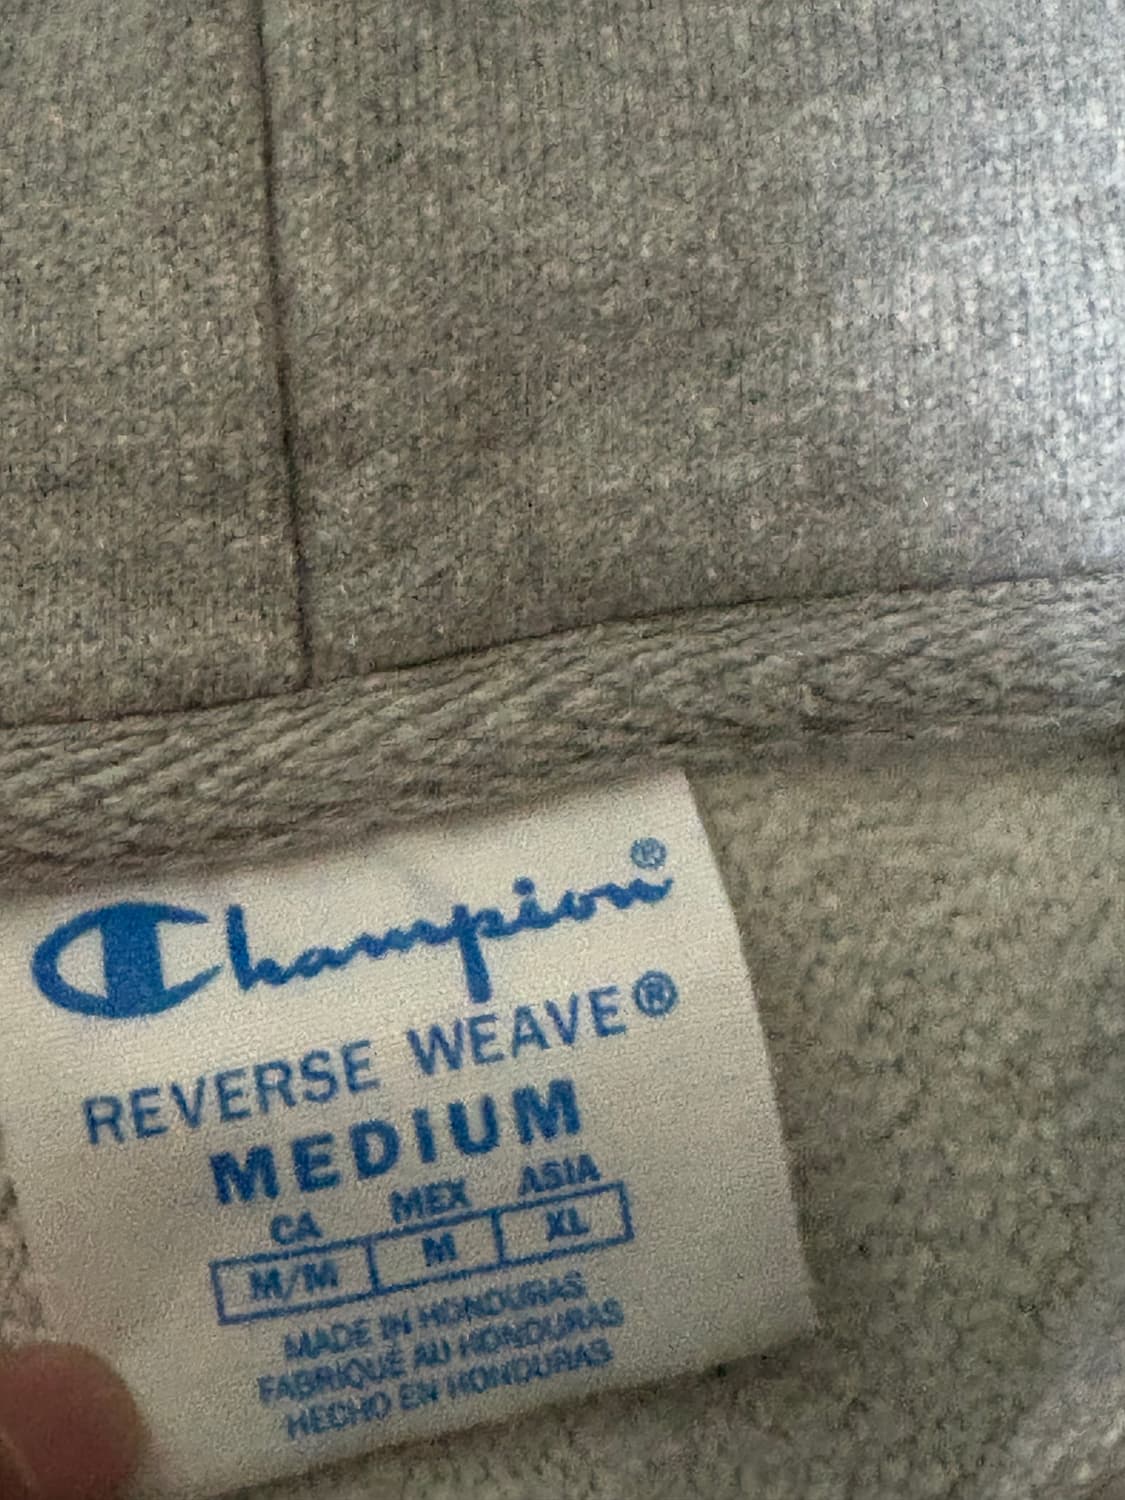 Champion®
REVERSE WEAVE®
MEDIUM
CA MEX ASIA
M/M M XL
MADE IN HONDURAS
FABRIQUÉ AU HONDURAS
HECHO EN HONDURAS